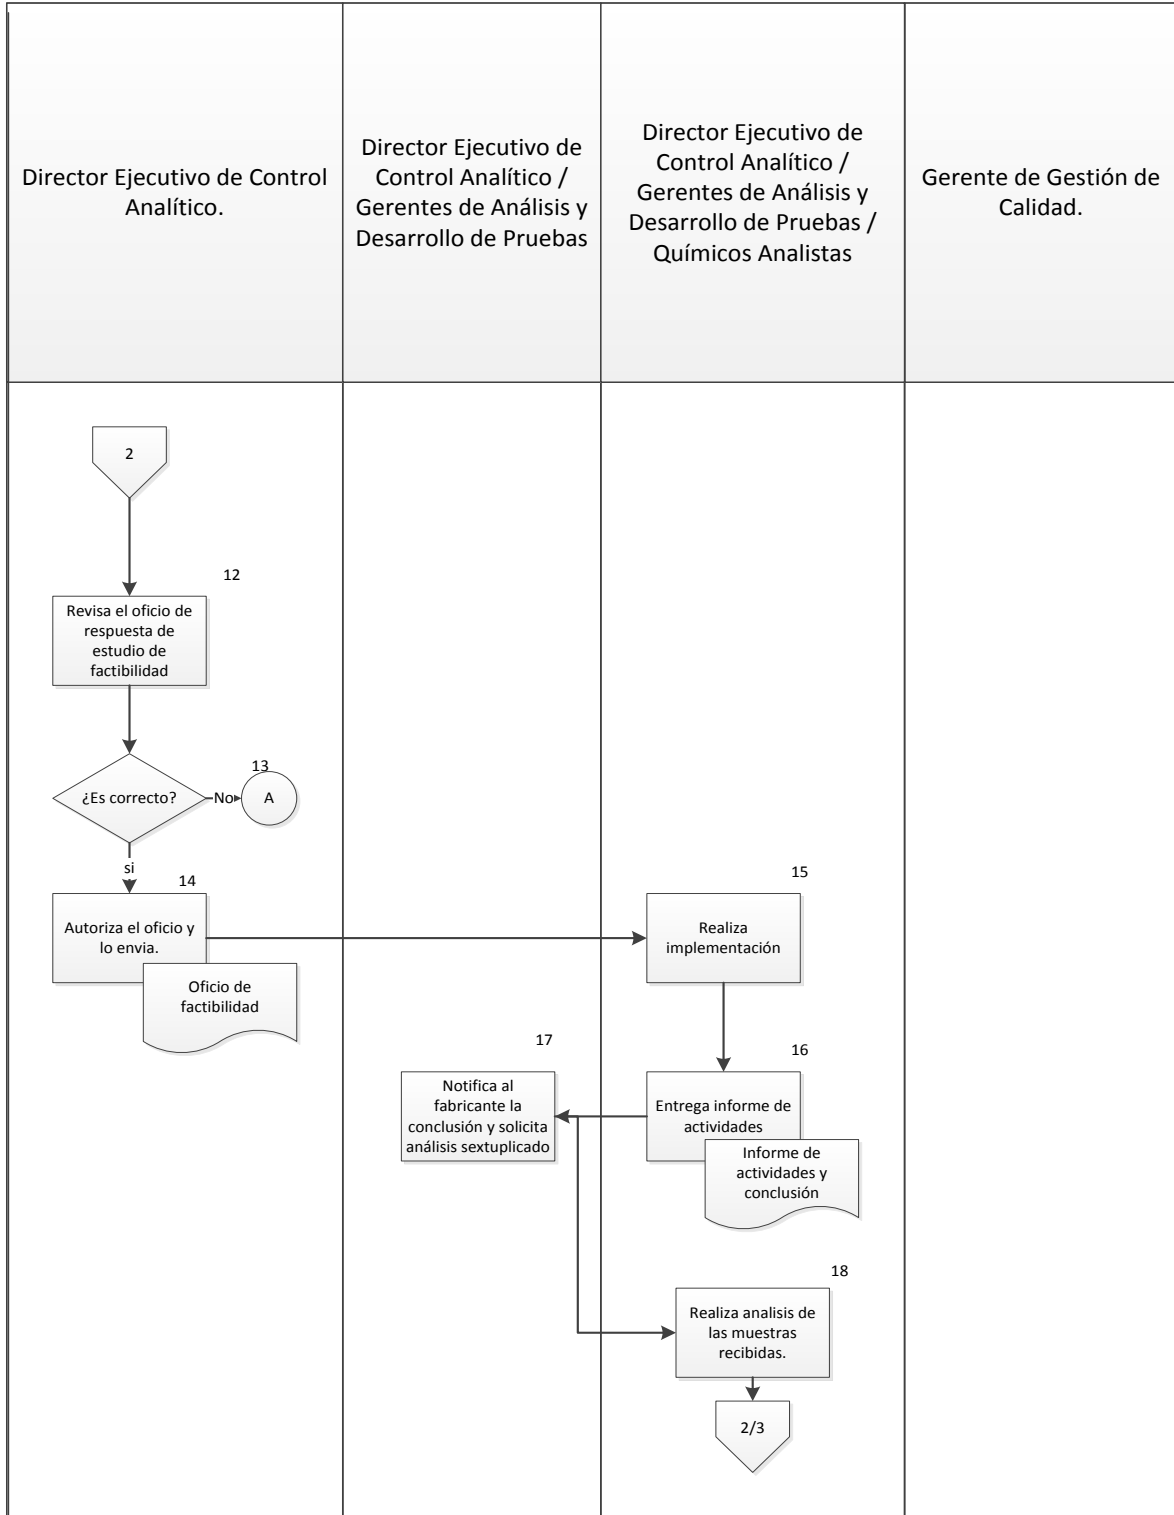 Director Ejecutivo de Control
Analítico.
Director Ejecutivo de
Control Analítico /
Gerentes de Análisis y
Desarrollo de Pruebas
Director Ejecutivo de
Control Analítico /
Gerentes de Análisis y
Desarrollo de Pruebas /
Químicos Analistas
Gerente de Gestión de
Calidad.
2
12
Revisa el oficio de
respuesta de
estudio de
factibilidad
13
¿Es correcto?
No
A
si
14
Autoriza el oficio y
lo envia.
Oficio de
factibilidad
15
Realiza
implementación
16
Entrega informe de
actividades
Informe de
actividades y
conclusión
17
Notifica al
fabricante la
conclusión y solicita
análisis sextuplicado
18
Realiza analisis de
las muestras
recibidas.
2/3